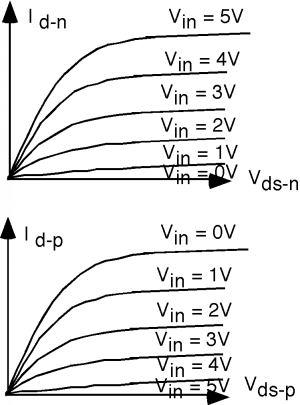 I d-n
Vin = 5V
Vin = 4V
Vin = 3V
Vin = 2V
Vin = 1V
Vin = 0V
Vds-n
I d-p
Vin = 0V
Vin = 1V
Vin = 2V
Vin = 3V
Vin = 4V
Vin = 5V
Vds-p